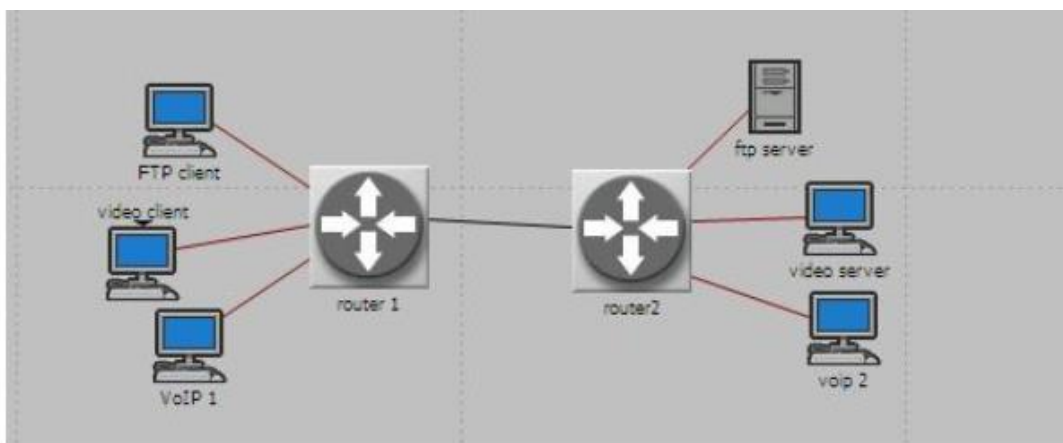 FTP client
video client
VoIP 1
router 1
router2
ftp server
video server
voip 2